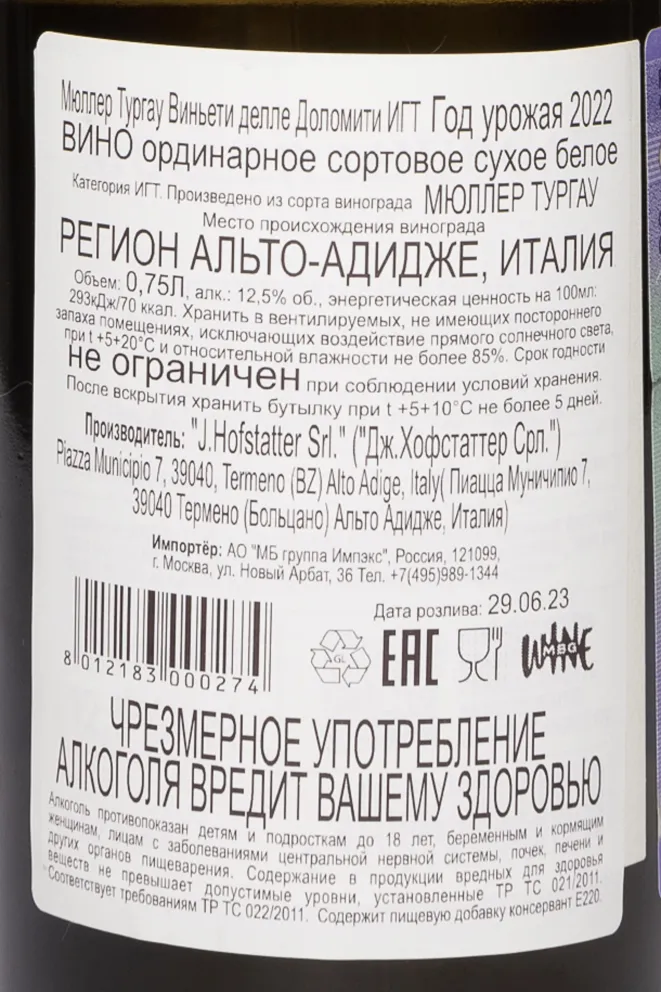 Мюллер Тургау Виньети делле Доломити ИГТ Год урожая 2022
ВИНО ординарное сортовое сухое белое
Категория ИГТ. Произведено из сорта винограда МЮЛЛЕР ТУРГАУ
Место происхождения винограда
РЕГИОН АЛЬТО-АДИДЖЕ, ИТАЛИЯ
Объем: 0,75Л, алк.: 12,5% об., энергетическая ценность на 100мл:
293кДж/70 ккал. Хранить в вентилируемых, не имеющих постороннего
запаха помещениях, исключающих воздействие прямого солнечного света,
при t +5+20°C и относительной влажности не более 85%. Срок годности
не ограничен при соблюдении условий хранения.
После вскрытия хранить бутылку при t +5+10°C не более 5 дней.
Производитель: "J.Hofstatter Srl." ("Дж.Хофстаттер Срл.")
Piazza Municipio 7, 39040, Termeno (BZ) Alto Adige, Italy( Пиацца Муничипио 7,
39040 Термено (Больцано) Альто Адидже, Италия)
Импортёр: АО "МБ группа Импэкс", Россия, 121099,
г. Москва, ул. Новый Арбат, 36 Тел. +7(495)989-1344
Дата розлива: 29.06.23
8 012183 000274
GL
EAC
WINE
MBG
ЧРЕЗМЕРНОЕ УПОТРЕБЛЕНИЕ
АЛКОГОЛЯ ВРЕДИТ ВАШЕМУ ЗДОРОВЬЮ
Алкоголь противопоказан детям и подросткам до 18 лет, беременным и кормящим
женщинам, лицам с заболеваниями центральной нервной системы, почек, печени и
других органов пищеварения. Содержание в продукции вредных для здоровья
веществ не превышает допустимые уровни, установленные ТР ТС 021/2011.
Соответствует требованиям ТР ТС 022/2011. Содержит пищевую добавку консервант Е220.